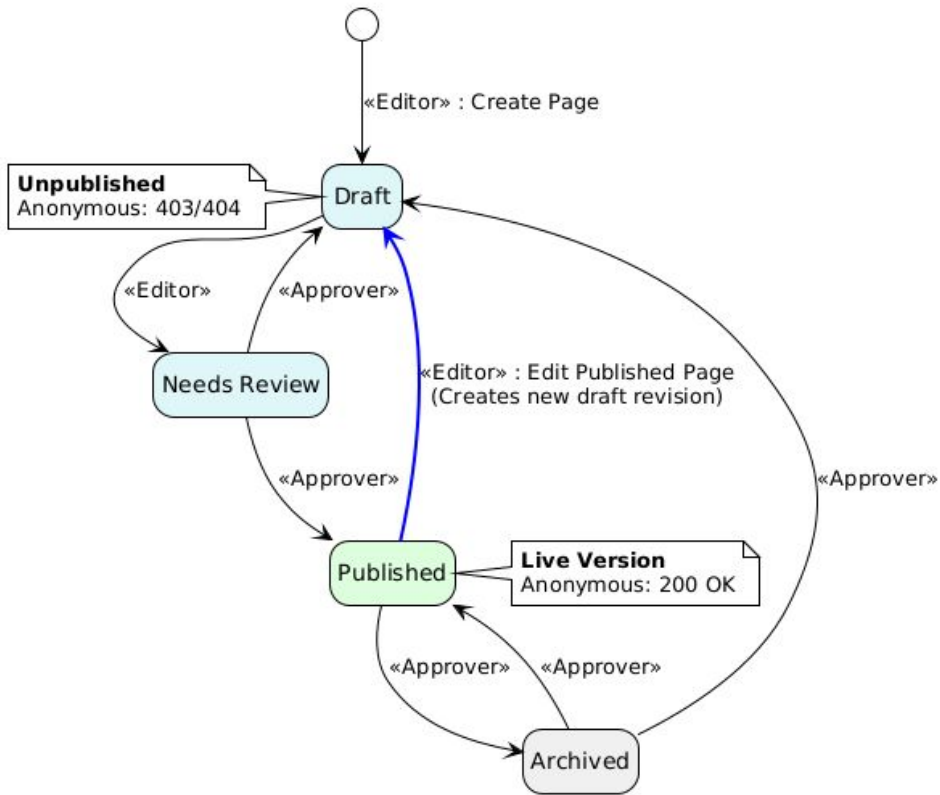 «Editor» : Create Page
Unpublished
Anonymous: 403/404
Draft
«Editor»
«Approver»
Needs Review
«Editor» : Edit Published Page
(Creates new draft revision)
«Approver»
«Approver»
Published
Live Version
Anonymous: 200 OK
«Approver»
«Approver»
Archived